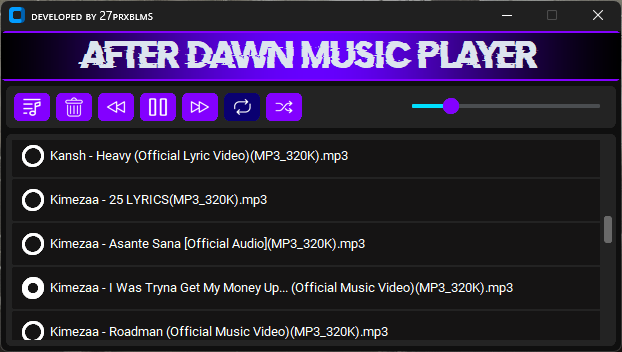 DEVELOPED BY 27PRXBLMS
AFTER DAWN MUSIC PLAYER
Kansh - Heavy (Official Lyric Video)(MP3_320K).mp3
Kimezaa - 25 LYRICS(MP3_320K).mp3
Kimezaa - Asante Sana [Official Audio](MP3_320K).mp3
Kimezaa - I Was Tryna Get My Money Up... (Official Music Video)(MP3_320K).mp3
Kimezaa - Roadman (Official Music Video)(MP3_320K).mp3